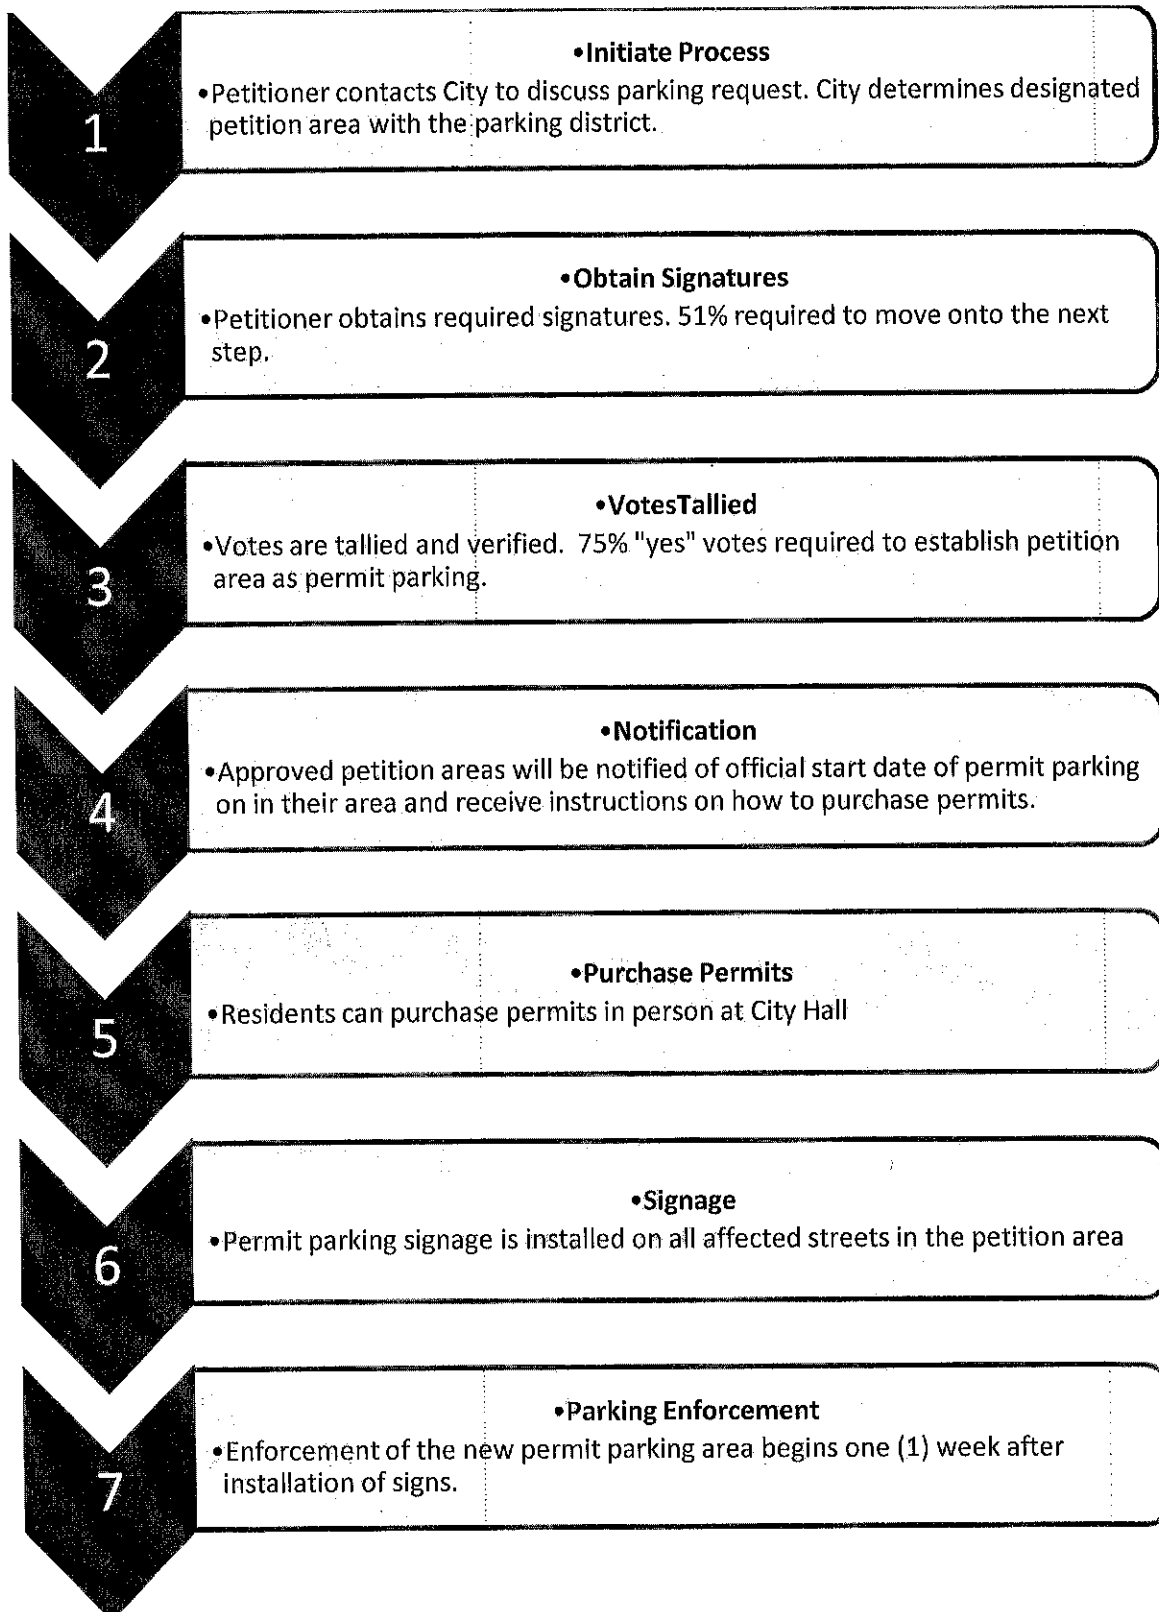 1
•Initiate Process
•Petitioner contacts City to discuss parking request. City determines designated
petition area with the parking district.
2
•Obtain Signatures
•Petitioner obtains required signatures. 51% required to move onto the next
step.
3
•VotesTallied
•Votes are tallied and verified.  75% "yes" votes required to establish petition
area as permit parking.
4
•Notification
•Approved petition areas will be notified of official start date of permit parking
on in their area and receive instructions on how to purchase permits.
5
•Purchase Permits
•Residents can purchase permits in person at City Hall
6
•Signage
•Permit parking signage is installed on all affected streets in the petition area
7
•Parking Enforcement
•Enforcement of the new permit parking area begins one (1) week after
installation of signs.